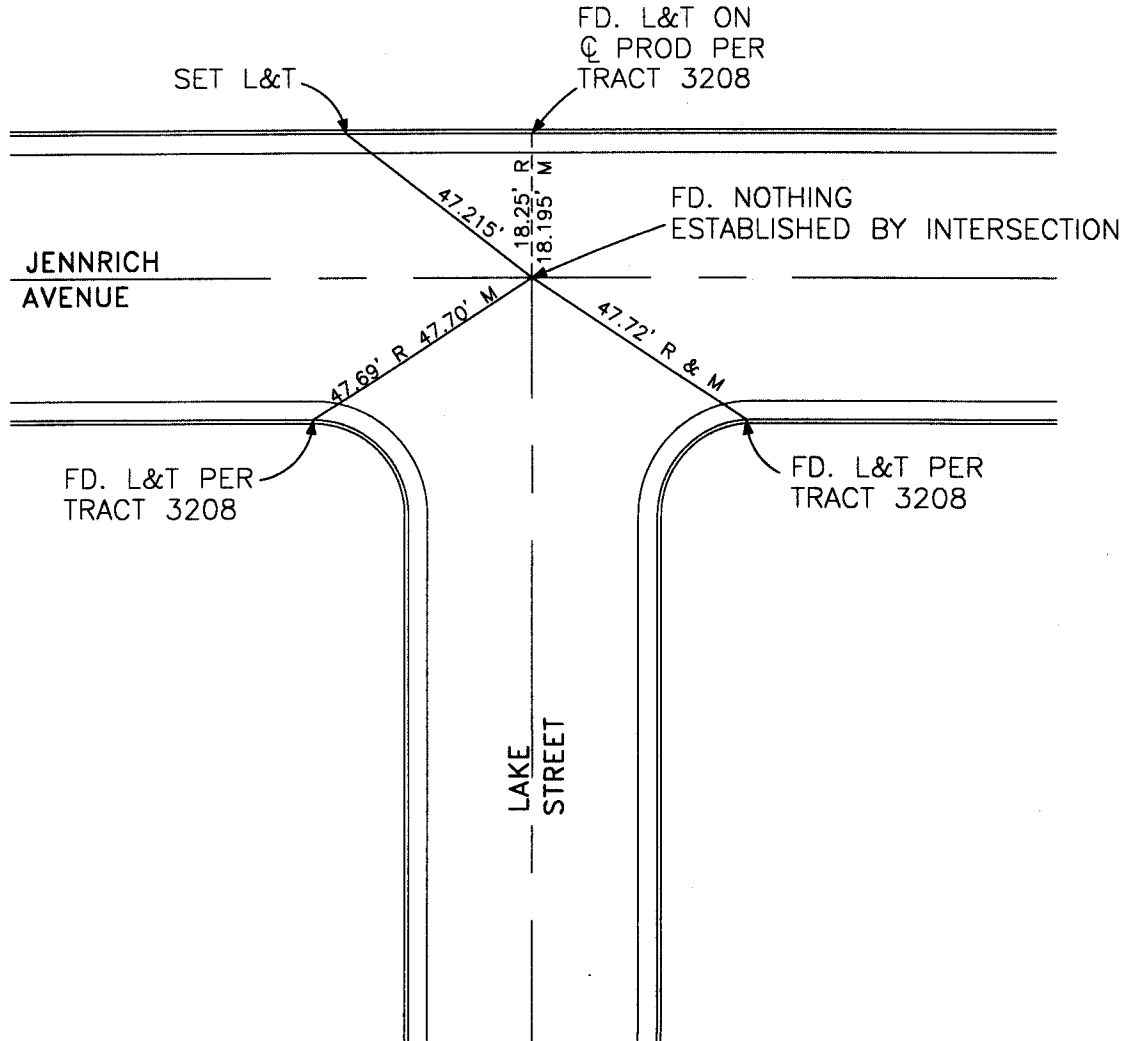 FD. L&T ON
℄ PROD PER
TRACT 3208
SET L&T
47.215'
18.25' R
18.195' M
FD. NOTHING
ESTABLISHED BY INTERSECTION
JENNRICH
AVENUE
47.69' R 47.70' M
47.72' R & M
FD. L&T PER
TRACT 3208
FD. L&T PER
TRACT 3208
LAKE
STREET